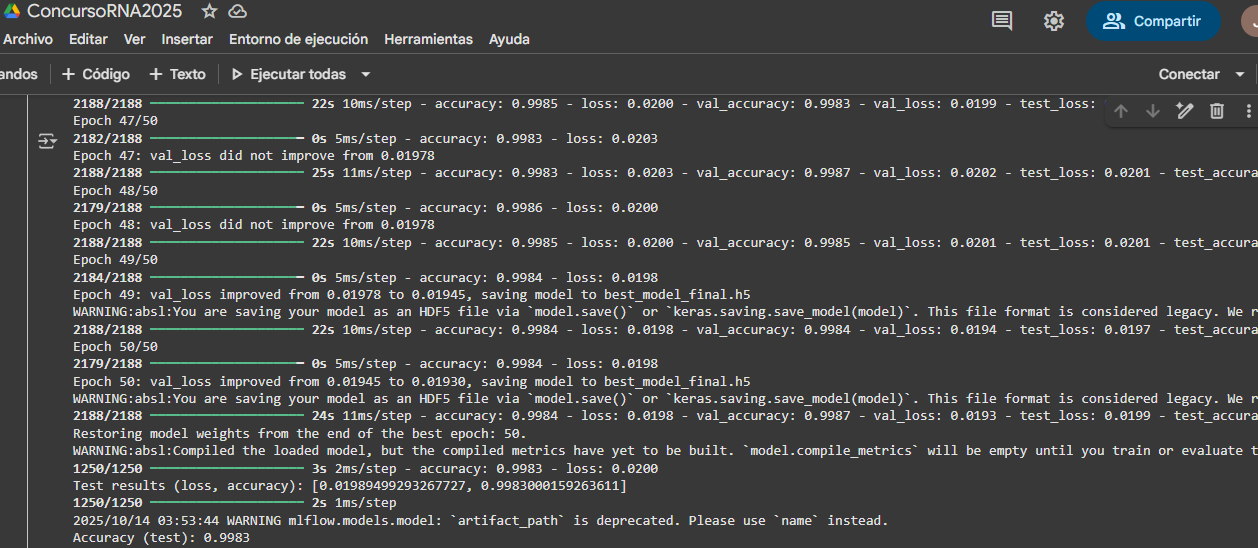 ConcursoRNA2025
Archivo Editar Ver Insertar Entorno de ejecución Herramientas Ayuda
Compartir
andos + Código + Texto Ejecutar todas Conectar
2188/2188 22s 10ms/step - accuracy: 0.9985 - loss: 0.0200 - val_accuracy: 0.9983 - val_loss: 0.0199 - test_loss:
Epoch 47/50
2182/2188 0s 5ms/step - accuracy: 0.9983 - loss: 0.0203
Epoch 47: val_loss did not improve from 0.01978
2188/2188 25s 11ms/step - accuracy: 0.9983 - loss: 0.0203 - val_accuracy: 0.9987 - val_loss: 0.0202 - test_loss: 0.0201 - test_accura
Epoch 48/50
2179/2188 0s 5ms/step - accuracy: 0.9986 - loss: 0.0200
Epoch 48: val_loss did not improve from 0.01978
2188/2188 22s 10ms/step - accuracy: 0.9985 - loss: 0.0200 - val_accuracy: 0.9985 - val_loss: 0.0201 - test_loss: 0.0201 - test_accura
Epoch 49/50
2184/2188 0s 5ms/step - accuracy: 0.9984 - loss: 0.0198
Epoch 49: val_loss improved from 0.01978 to 0.01945, saving model to best_model_final.h5
WARNING:absl:You are saving your model as an HDF5 file via `model.save()` or `keras.saving.save_model(model)`. This file format is considered legacy. We r
2188/2188 22s 10ms/step - accuracy: 0.9984 - loss: 0.0198 - val_accuracy: 0.9984 - val_loss: 0.0194 - test_loss: 0.0197 - test_accura
Epoch 50/50
2179/2188 0s 5ms/step - accuracy: 0.9984 - loss: 0.0198
Epoch 50: val_loss improved from 0.01945 to 0.01930, saving model to best_model_final.h5
WARNING:absl:You are saving your model as an HDF5 file via `model.save()` or `keras.saving.save_model(model)`. This file format is considered legacy. We r
2188/2188 24s 11ms/step - accuracy: 0.9984 - loss: 0.0198 - val_accuracy: 0.9987 - val_loss: 0.0193 - test_loss: 0.0199 - test_accura
Restoring model weights from the end of the best epoch: 50.
WARNING:absl:Compiled the loaded model, but the compiled metrics have yet to be built. `model.compile_metrics` will be empty until you train or evaluate t
1250/1250 3s 2ms/step - accuracy: 0.9983 - loss: 0.0200
Test results (loss, accuracy): [0.01989499293267727, 0.9983000159263611]
1250/1250 2s 1ms/step
2025/10/14 03:53:44 WARNING mlflow.models.model: `artifact_path` is deprecated. Please use `name` instead.
Accuracy (test): 0.9983